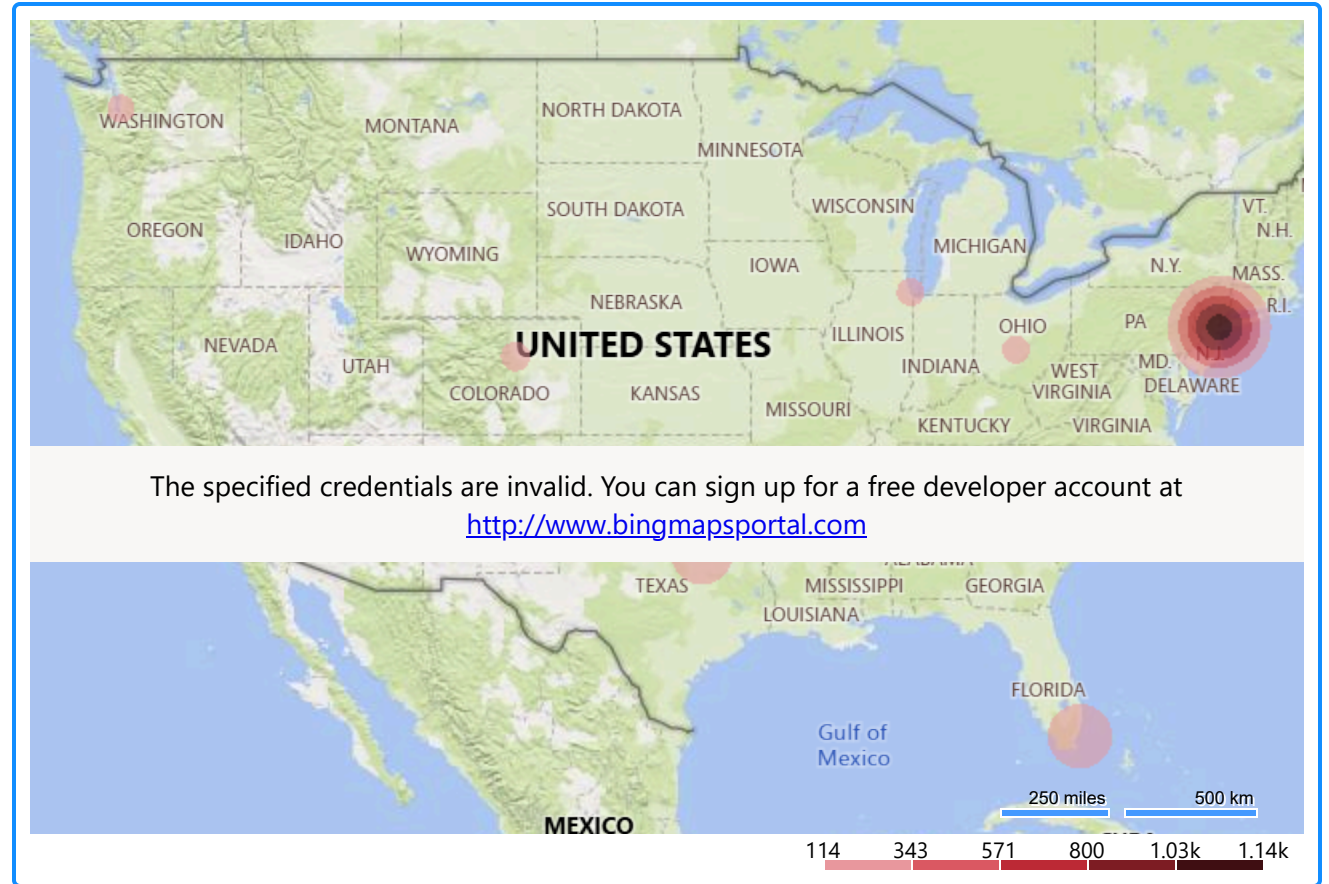 WASHINGTON
MONTANA
NORTH DAKOTA
MINNESOTA
SOUTH DAKOTA
WISCONSIN
VT.
N.H.
OREGON
IDAHO
WYOMING
MICHIGAN
IOWA
N.Y.
MASS.
NEBRASKA
R.I.
NEVADA
UTAH
UNITED STATES
ILLINOIS
OHIO
PA
INDIANA
WEST
VIRGINIA
MD.
N.J.
DELAWARE
COLORADO
KANSAS
MISSOURI
KENTUCKY
VIRGINIA
The specified credentials are invalid. You can sign up for a free developer account at
http://www.bingmapsportal.com
TEXAS
MISSISSIPPI
ALABAMA
GEORGIA
LOUISIANA
FLORIDA
Gulf of
Mexico
250 miles
500 km
MEXICO
114 343 571 800 1.03k 1.14k